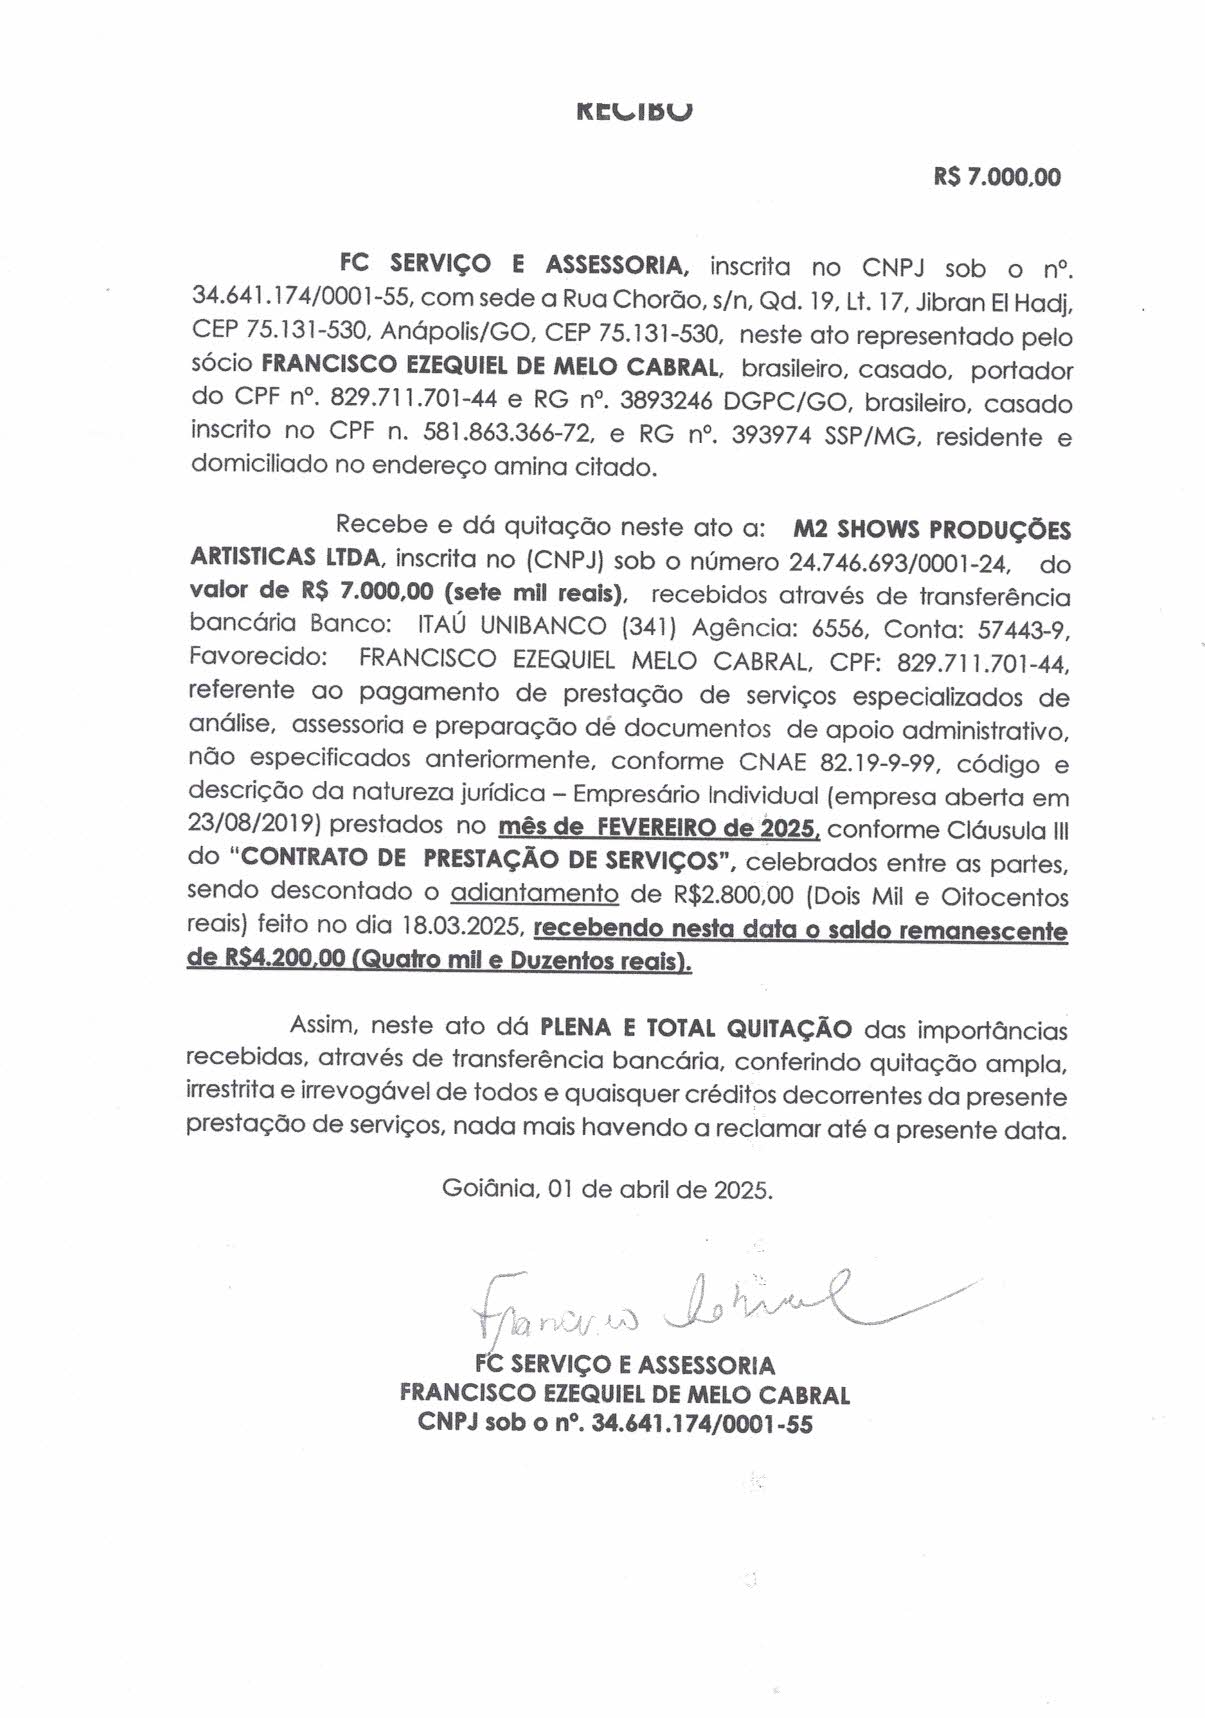 RECIBO
R$ 7.000,00
FC SERVIÇO E ASSESSORIA, inscrita no CNPJ sob o nº.
34.641.174/0001-55, com sede a Rua Chorão, s/n, Qd. 19, Lt. 17, Jibran El Hadj,
CEP 75.131-530, Anápolis/GO, CEP 75.131-530, neste ato representado pelo
sócio FRANCISCO EZEQUIEL DE MELO CABRAL, brasileiro, casado, portador
do CPF nº. 829.711.701-44 e RG nº. 3893246 DGPC/GO, brasileiro, casado
inscrito no CPF n. 581.863.366-72, e RG nº. 393974 SSP/MG, residente e
domiciliado no endereço amina citado.
Recebe e dá quitação neste ato a: M2 SHOWS PRODUÇÕES
ARTISTICAS LTDA, inscrita no (CNPJ) sob o número 24.746.693/0001-24, do
valor de R$ 7.000,00 (sete mil reais), recebidos através de transferência
bancária Banco: ITAÚ UNIBANCO (341) Agência: 6556, Conta: 57443-9,
Favorecido: FRANCISCO EZEQUIEL MELO CABRAL, CPF: 829.711.701-44,
referente ao pagamento de prestação de serviços especializados de
análise, assessoria e preparação de documentos de apoio administrativo,
não especificados anteriormente, conforme CNAE 82.19-9-99, código e
descrição da natureza jurídica – Empresário Individual (empresa aberta em
23/08/2019) prestados no mês de FEVEREIRO de 2025, conforme Cláusula III
do "CONTRATO DE PRESTAÇÃO DE SERVIÇOS", celebrados entre as partes,
sendo descontado o adiantamento de R$2.800,00 (Dois Mil e Oitocentos
reais) feito no dia 18.03.2025, recebendo nesta data o saldo remanescente
de R$4.200,00 (Quatro mil e Duzentos reais).
Assim, neste ato dá PLENA E TOTAL QUITAÇÃO das importâncias
recebidas, através de transferência bancária, conferindo quitação ampla,
irrestrita e irrevogável de todos e quaisquer créditos decorrentes da presente
prestação de serviços, nada mais havendo a reclamar até a presente data.
Goiânia, 01 de abril de 2025.
FC SERVIÇO E ASSESSORIA
FRANCISCO EZEQUIEL DE MELO CABRAL
CNPJ sob o nº. 34.641.174/0001-55